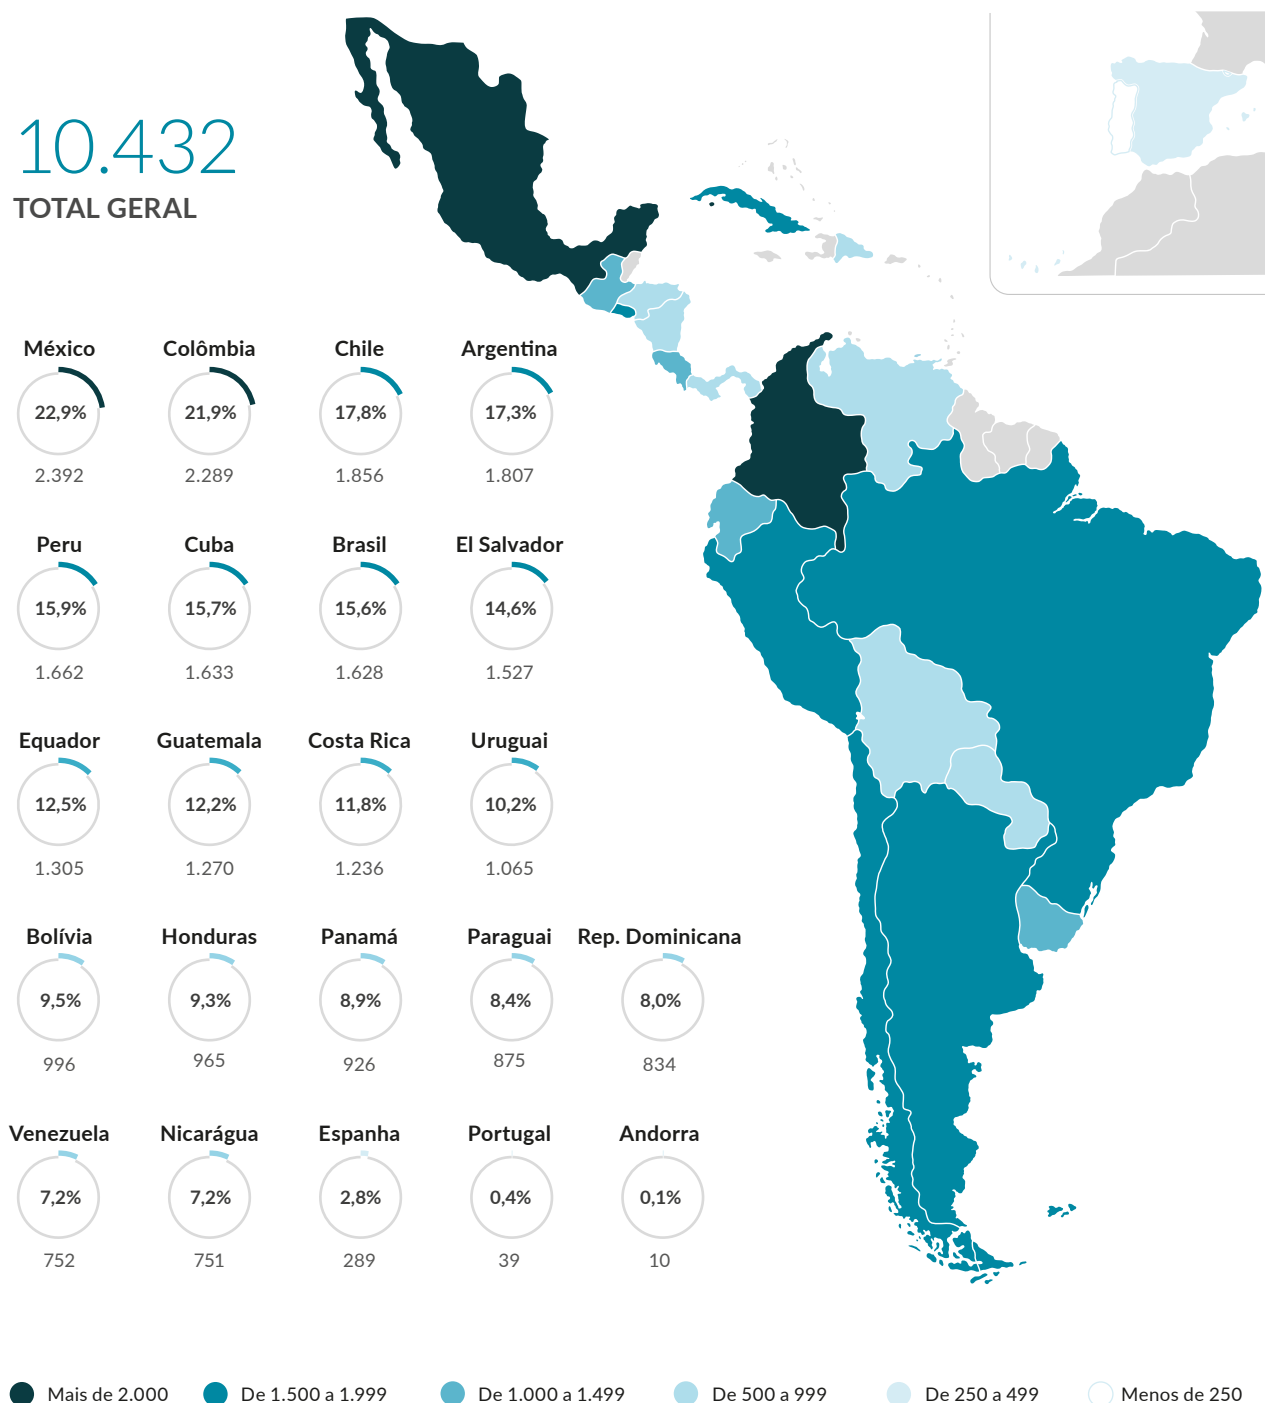 10.432
TOTAL GERAL
México Colômbia Chile Argentina
22,9% 21,9% 17,8% 17,3%
2.392 2.289 1.856 1.807
Peru Cuba Brasil El Salvador
15,9% 15,7% 15,6% 14,6%
1.662 1.633 1.628 1.527
Equador Guatemala Costa Rica Uruguai
12,5% 12,2% 11,8% 10,2%
1.305 1.270 1.236 1.065
Bolívia Honduras Panamá Paraguai Rep. Dominicana
9,5% 9,3% 8,9% 8,4% 8,0%
996 965 926 875 834
Venezuela Nicarágua Espanha Portugal Andorra
7,2% 7,2% 2,8% 0,4% 0,1%
752 751 289 39 10
Mais de 2.000 De 1.500 a 1.999 De 1.000 a 1.499 De 500 a 999 De 250 a 499 Menos de 250